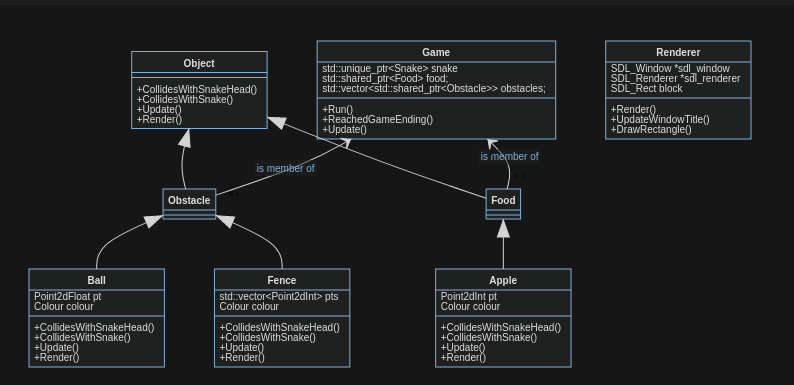 Object
+CollidesWithSnakeHead()
+CollidesWithSnake()
+Update()
+Render()
Game
std::unique_ptr<Snake> snake
std::shared_ptr<Food> food;
std::vector<std::shared_ptr<Obstacle>> obstacles;
+Run()
+ReachedGameEnding()
+Update()
Renderer
SDL_Window *sdl_window
SDL_Renderer *sdl_renderer
SDL_Rect block
+Render()
+UpdateWindowTitle()
+DrawRectangle()
is member of
is member of
Obstacle
Food
Ball
Point2dFloat pt
Colour colour
+CollidesWithSnakeHead()
+CollidesWithSnake()
+Update()
+Render()
Fence
std::vector<Point2dInt> pts
Colour colour
+CollidesWithSnakeHead()
+CollidesWithSnake()
+Update()
+Render()
Apple
Point2dInt pt
Colour colour
+CollidesWithSnakeHead()
+CollidesWithSnake()
+Update()
+Render()